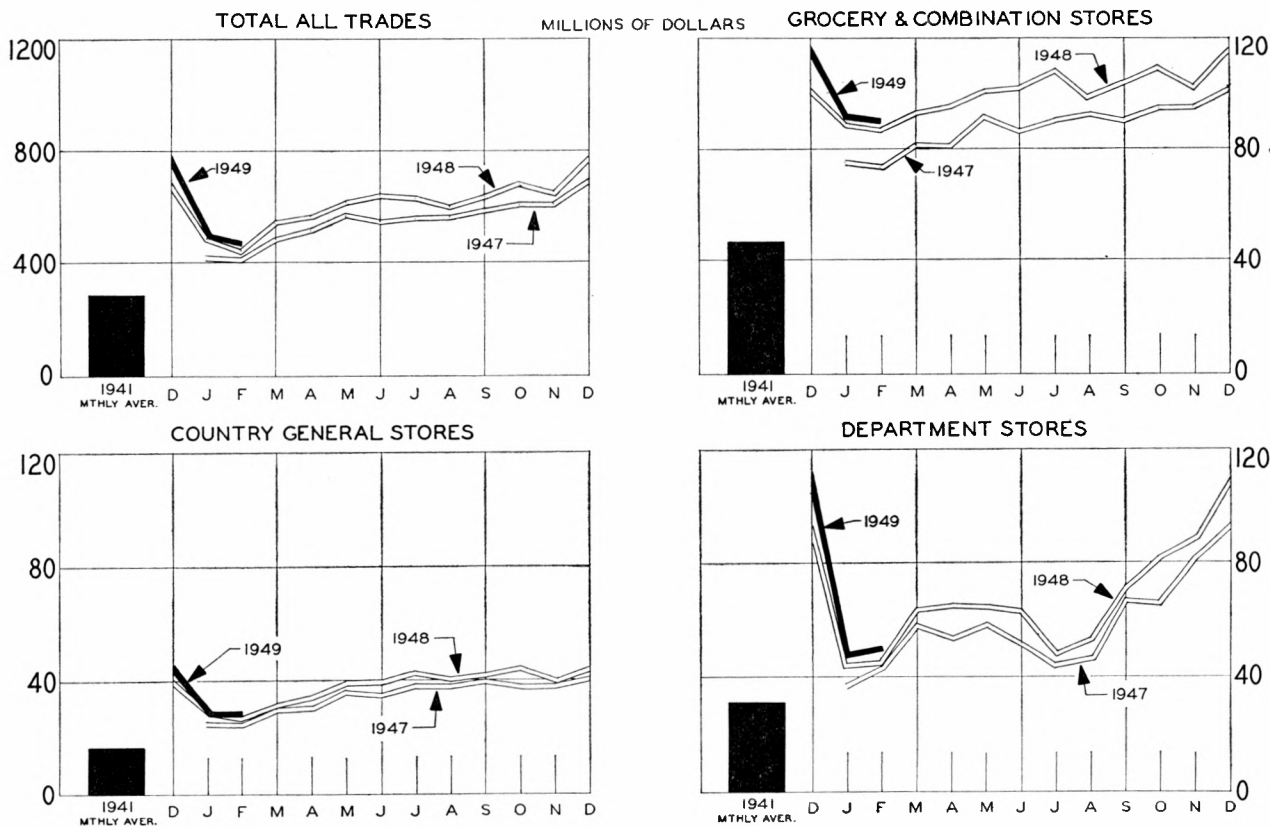 TOTAL ALL TRADES
MILLIONS OF DOLLARS
GROCERY & COMBINATION STORES
1200
800
400
0
1949
1948
1947
1941
MTHLY AVER.
D J F M A M J J A S O N D
120
80
40
0
1949
1948
1947
1941
MTHLY AVER.
D J F M A M J J A S O N D
COUNTRY GENERAL STORES
120
80
40
0
1949
1948
1947
1941
MTHLY AVER.
D J F M A M J J A S O N D
DEPARTMENT STORES
120
80
40
0
1949
1948
1947
1941
MTHLY AVER.
D J F M A M J J A S O N D